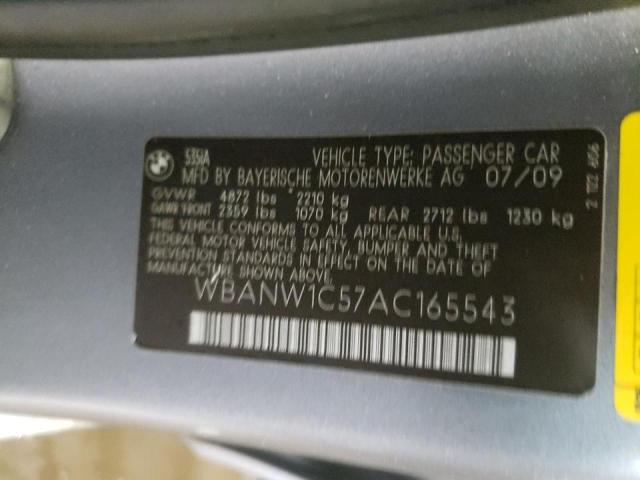 535IA
VEHICLE TYPE: PASSENGER CAR
MFD BY BAYERISCHE MOTORENWERKE AG 07/09
GVWR 4872 lbs 2210 kg
GAWR FRONT 2359 lbs 1070 kg REAR 2712 lbs 1230 kg
THIS VEHICLE CONFORMS TO ALL APPLICABLE U.S.
FEDERAL MOTOR VEHICLE SAFETY, BUMPER AND THEFT
PREVENTION STANDARDS IN EFFECT ON THE DATE OF
MANUFACTURE SHOWN ABOVE.
WBANW1C57AC165543